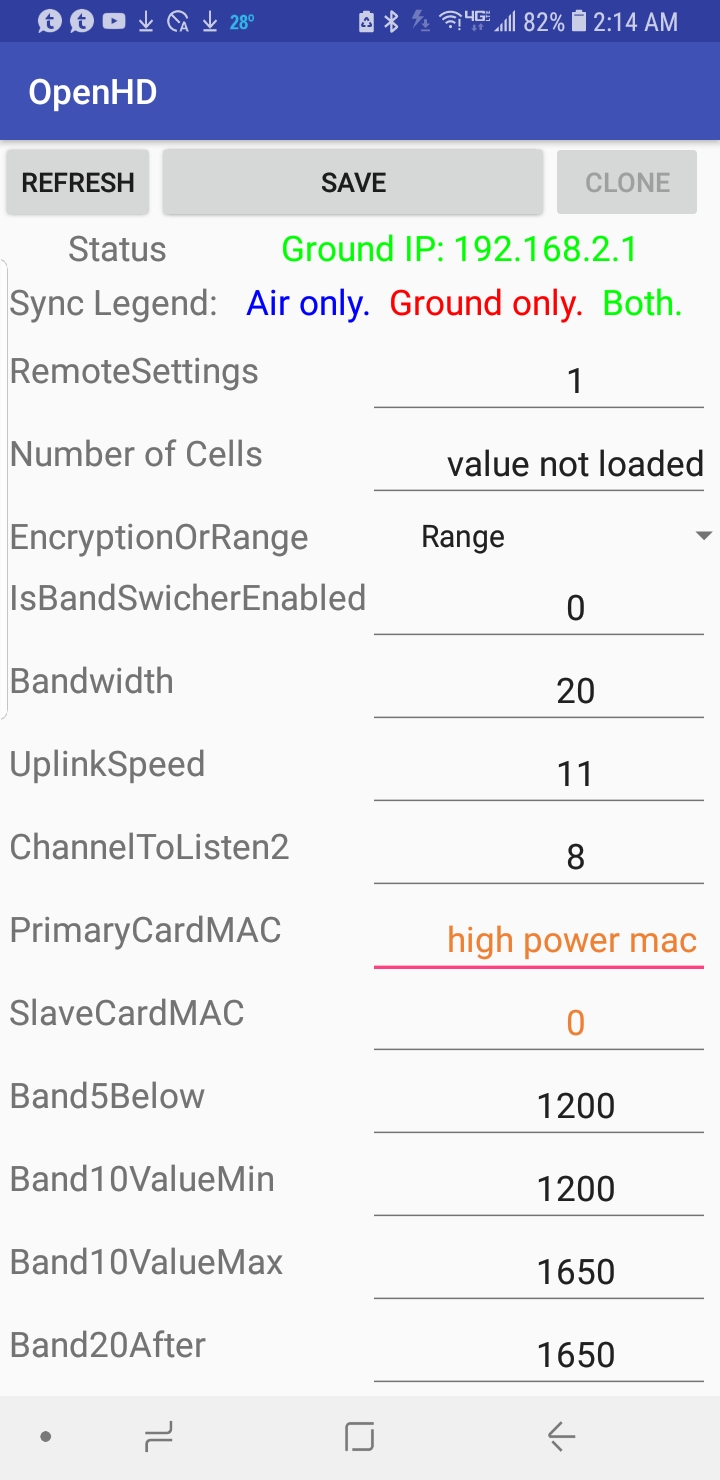 28° 4GE 82% 2:14 AM
OpenHD
REFRESH SAVE CLONE
Status Ground IP: 192.168.2.1
Sync Legend: Air only. Ground only. Both.
RemoteSettings 1
Number of Cells value not loaded
EncryptionOrRange Range
IsBandSwicherEnabled 0
Bandwidth 20
UplinkSpeed 11
ChannelToListen2 8
PrimaryCardMAC high power mac
SlaveCardMAC 0
Band5Below 1200
Band10ValueMin 1200
Band10ValueMax 1650
Band20After 1650